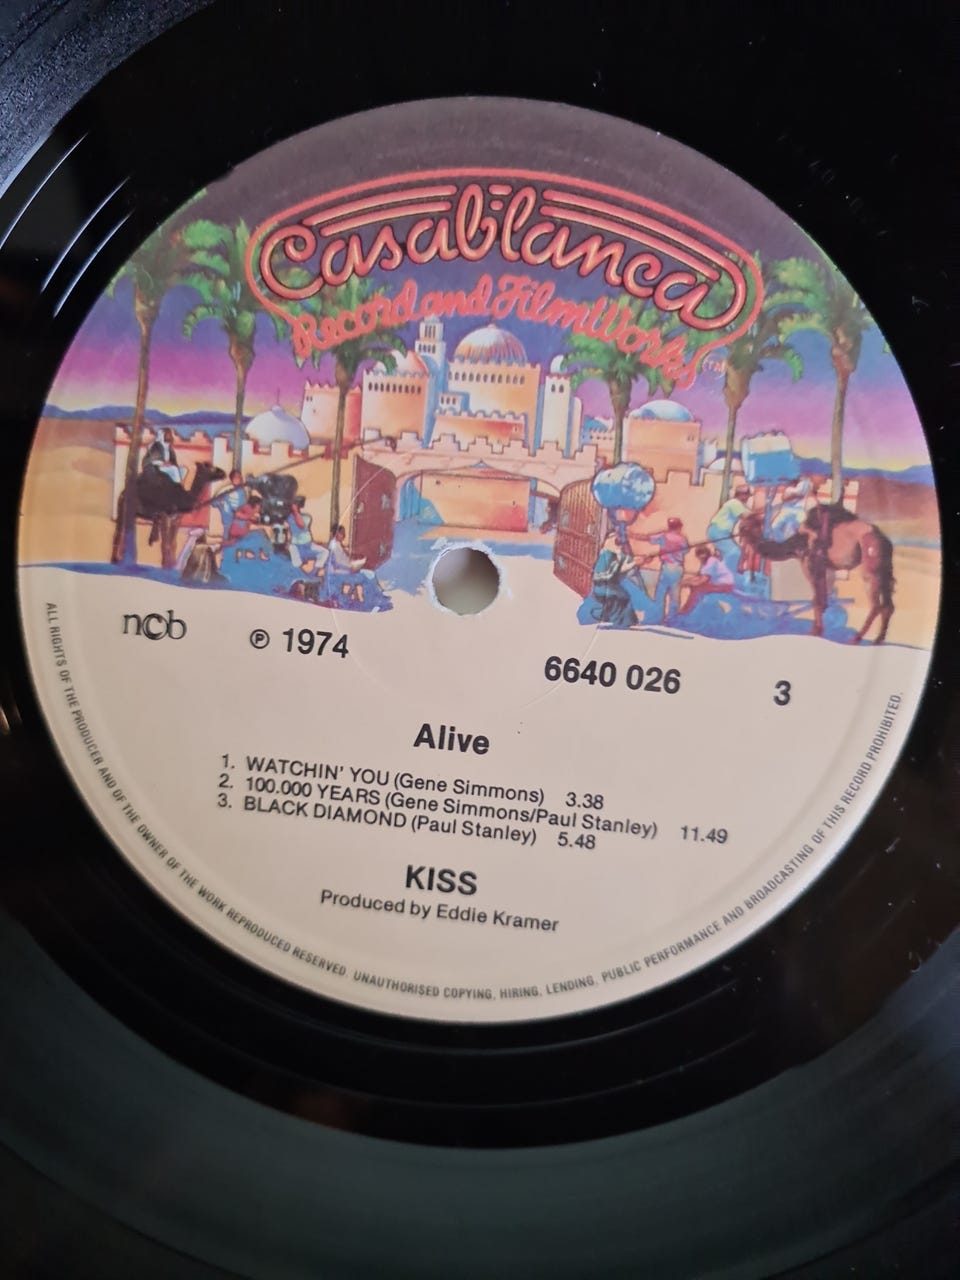 Casablanca
Record and FilmWorks TM
ncb
℗ 1974
6640 026
3
Alive
1. WATCHIN' YOU (Gene Simmons) 3.38
2. 100.000 YEARS (Gene Simmons/Paul Stanley) 11.49
3. BLACK DIAMOND (Paul Stanley) 5.48
KISS
Produced by Eddie Kramer
ALL RIGHTS OF THE PRODUCER AND OF THE OWNER OF THE WORK REPRODUCED RESERVED. UNAUTHORISED COPYING, HIRING, LENDING, PUBLIC PERFORMANCE AND BROADCASTING OF THIS RECORD PROHIBITED.